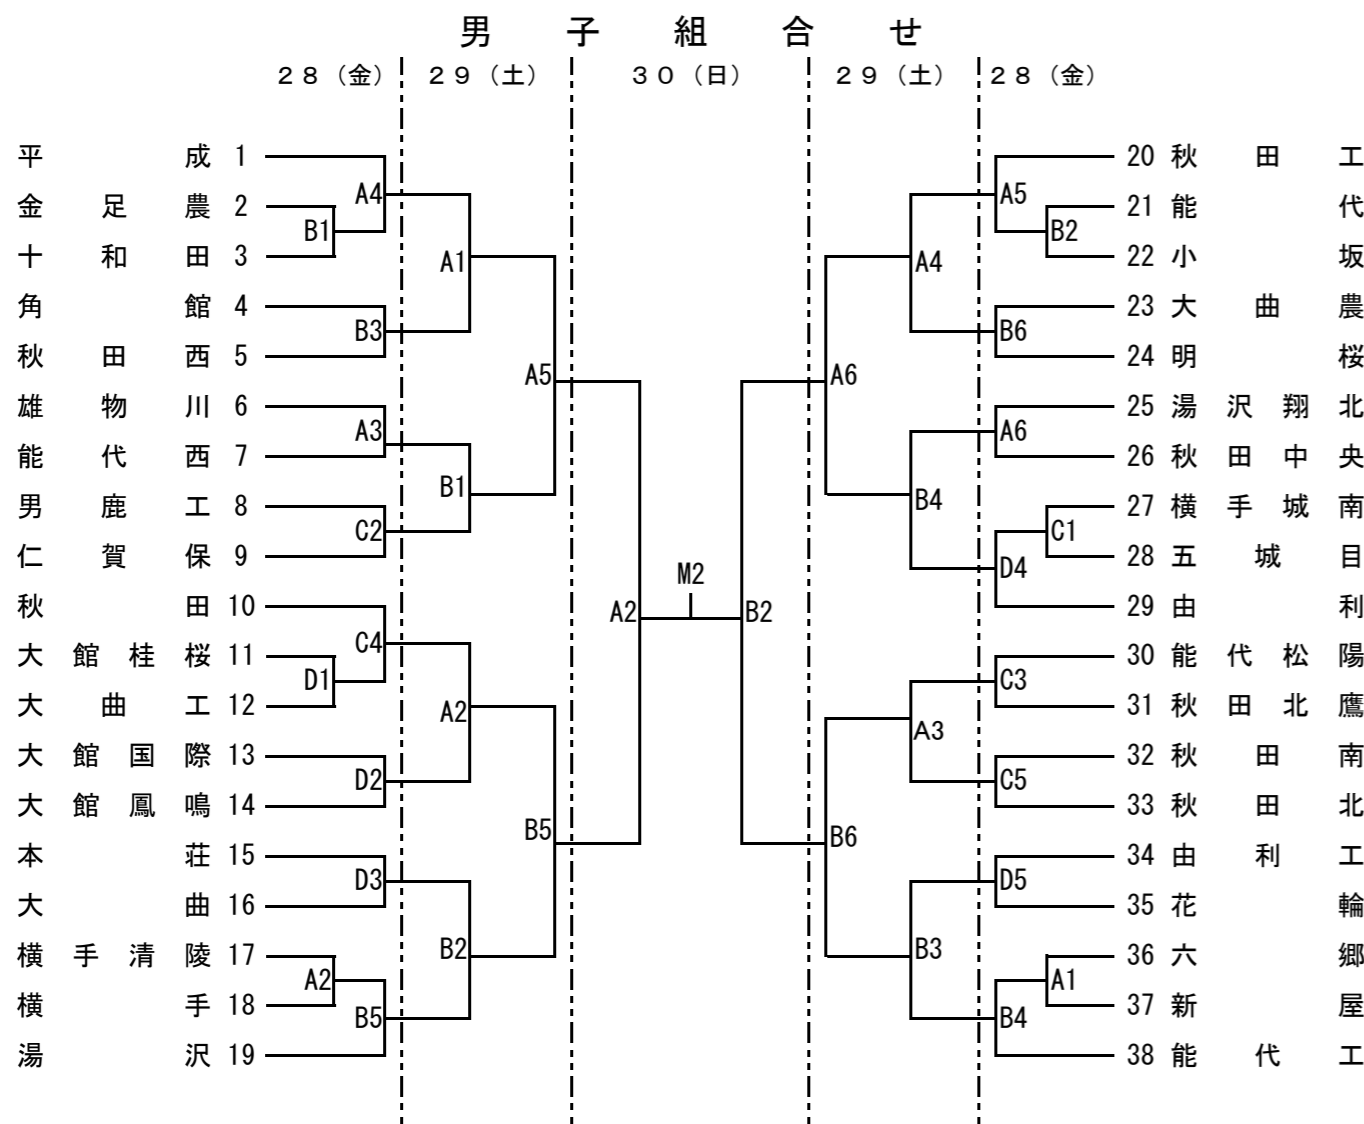 男子組合せ
２８（金） ２９（土） ３０（日） ２９（土） ２８（金）
平成 1 20 秋田工
A4 A5
金足農 2 21 能代
B1 B2
十和田 3 22 小坂
A1 A4
角館 4 23 大曲農
B3 B6
秋田西 5 24 明桜
A5 A6
雄物川 6 25 湯沢翔北
A3 A6
能代西 7 26 秋田中央
B1 B4
男鹿工 8 27 横手城南
C2 C1
仁賀保 9 28 五城目
D4
M2
秋田 10 29 由利
A2 B2
C4
大館桂桜 11 30 能代松陽
D1 C3
大曲工 12 31 秋田北鷹
A2 A3
大館国際 13 32 秋田南
D2 C5
大館鳳鳴 14 33 秋田北
B5 B6
本荘 15 34 由利工
D3 D5
大曲 16 35 花輪
B2 B3
横手清陵 17 36 六郷
A2 A1
横手 18 37 新屋
B5 B4
湯沢 19 38 能代工